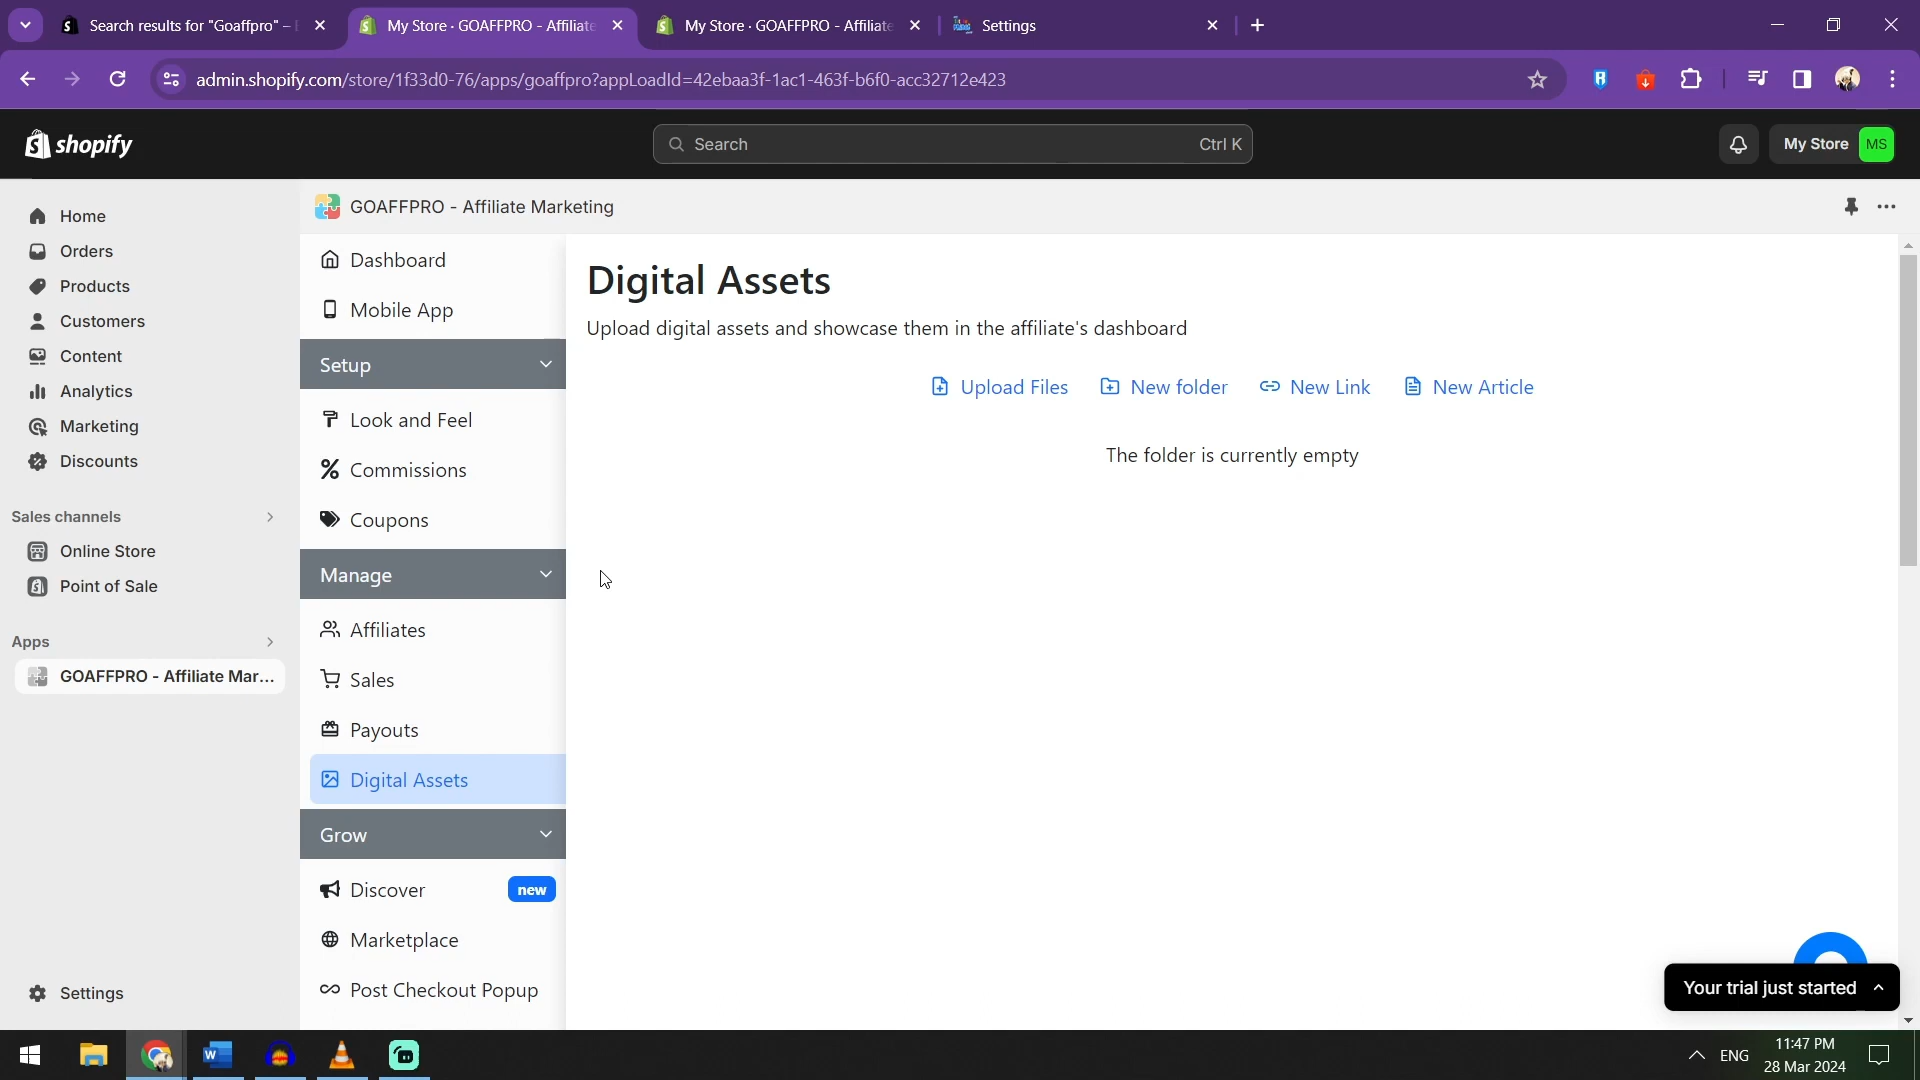 Search results for "Goaffpro" –
My Store · GOAFFPRO - Affiliate
My Store · GOAFFPRO - Affiliate
Settings
admin.shopify.com/store/1f33d0-76/apps/goaffpro?appLoadId=42ebaa3f-1ac1-463f-b6f0-acc32712e423
shopify
Search
Ctrl K
My Store
MS
Home
Orders
Products
Customers
Content
Analytics
Marketing
Discounts
Sales channels
Online Store
Point of Sale
Apps
GOAFFPRO - Affiliate Mar...
Settings
GOAFFPRO - Affiliate Marketing
Dashboard
Mobile App
Setup
Look and Feel
Commissions
Coupons
Manage
Affiliates
Sales
Payouts
Digital Assets
Grow
Discover
new
Marketplace
Post Checkout Popup
Digital Assets
Upload digital assets and showcase them in the affiliate's dashboard
Upload Files
New folder
New Link
New Article
The folder is currently empty
Your trial just started
ENG
11:47 PM
28 Mar 2024